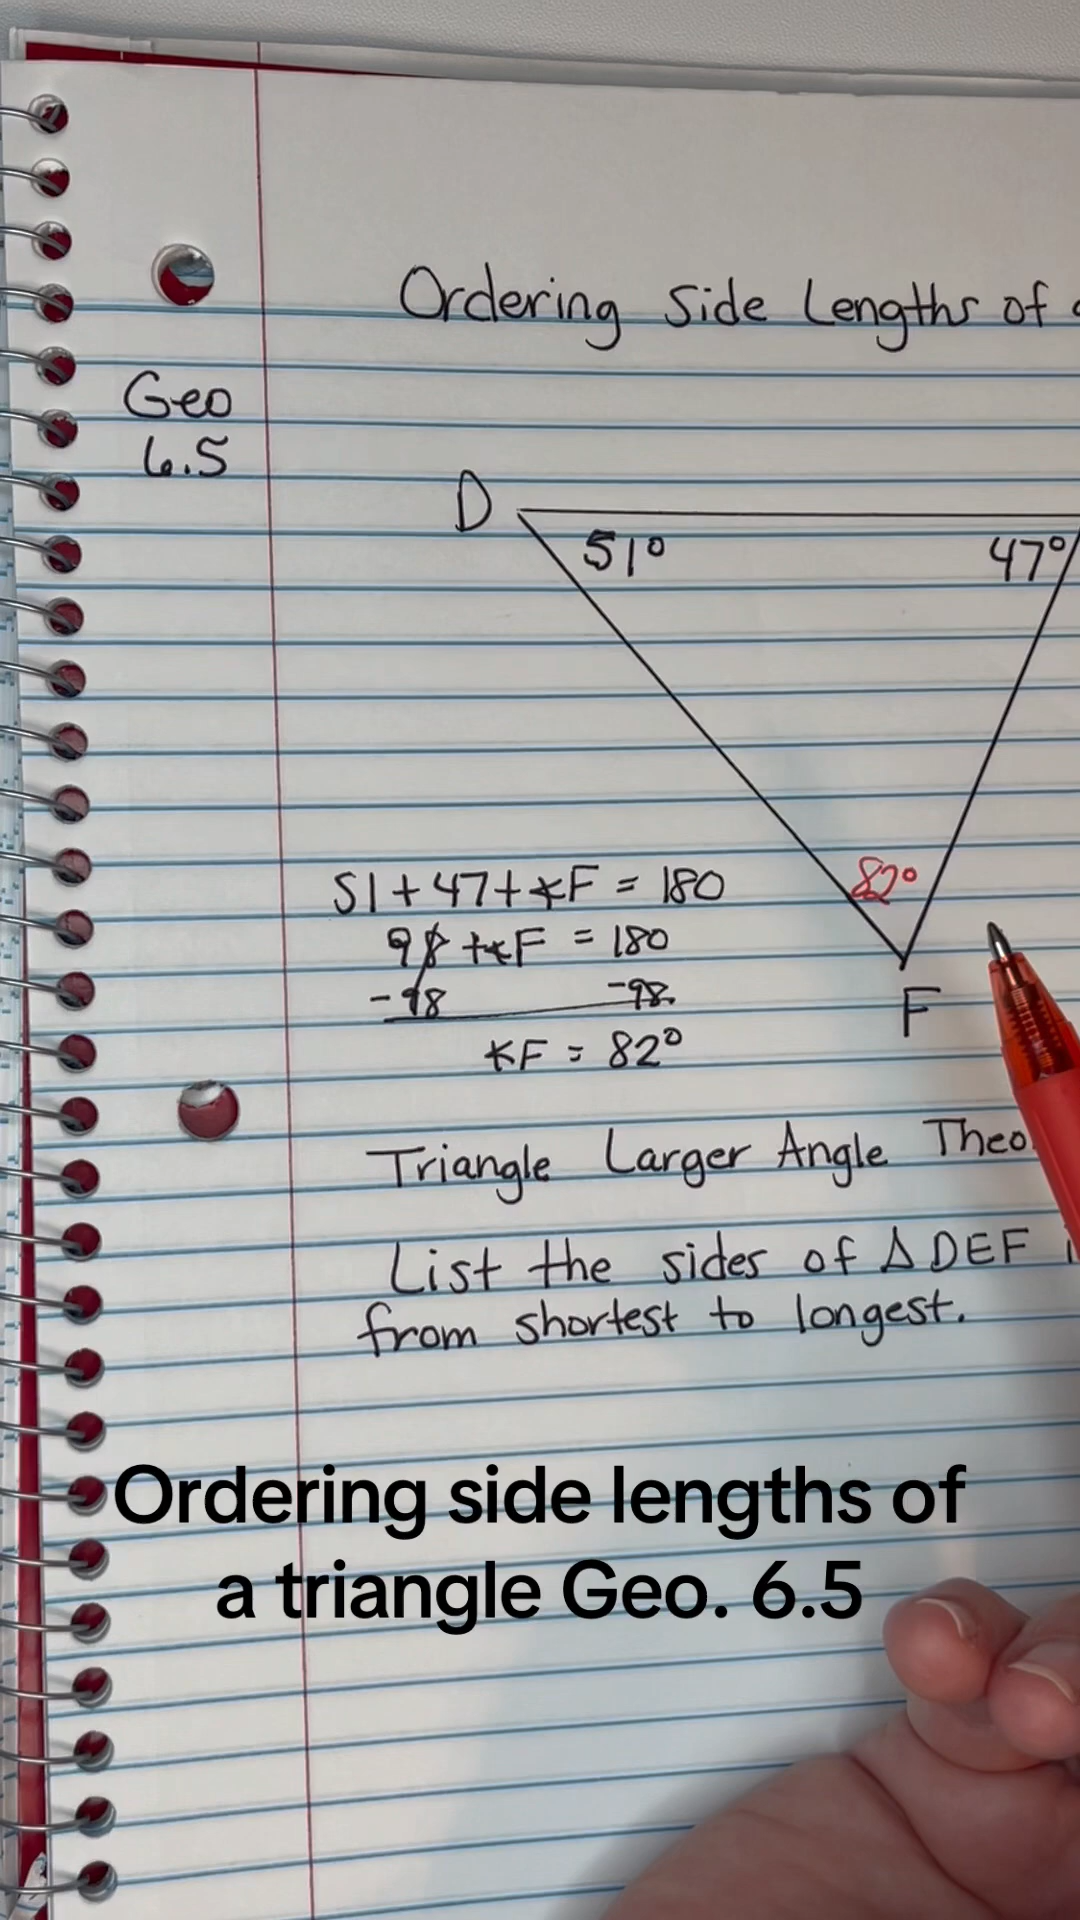 Ordering Side Lengths of
Geo
6.5
D
51° 47°
82°
51 + 47 + ∡F = 180
98 + ∡F = 180
-98 -98
∡F = 82°
F
Triangle Larger Angle Theo
List the sides of △DEF
from shortest to longest.
Ordering side lengths of
a triangle Geo. 6.5